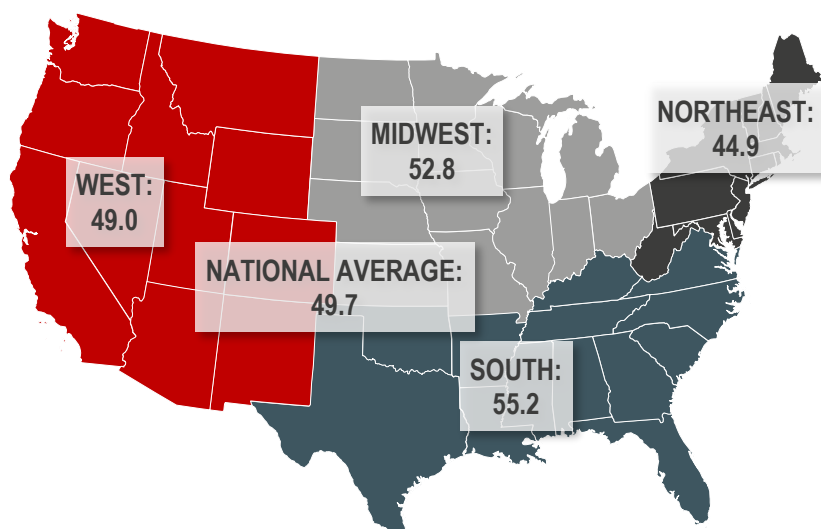 NORTHEAST:
44.9
MIDWEST:
52.8
WEST:
49.0
NATIONAL AVERAGE:
49.7
SOUTH:
55.2